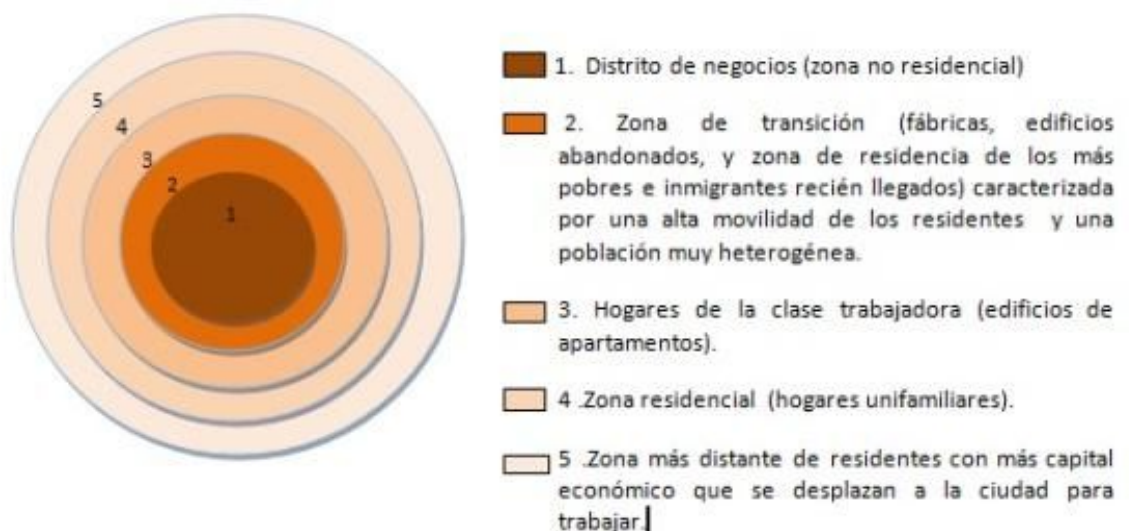 5
4
3
2
1
1. Distrito de negocios (zona no residencial)
2. Zona de transición (fábricas, edificios
abandonados, y zona de residencia de los más
pobres e inmigrantes recién llegados) caracterizada
por una alta movilidad de los residentes y una
población muy heterogénea.
3. Hogares de la clase trabajadora (edificios de
apartamentos).
4 .Zona residencial (hogares unifamiliares).
5 .Zona más distante de residentes con más capital
económico que se desplazan a la ciudad para
trabajar.